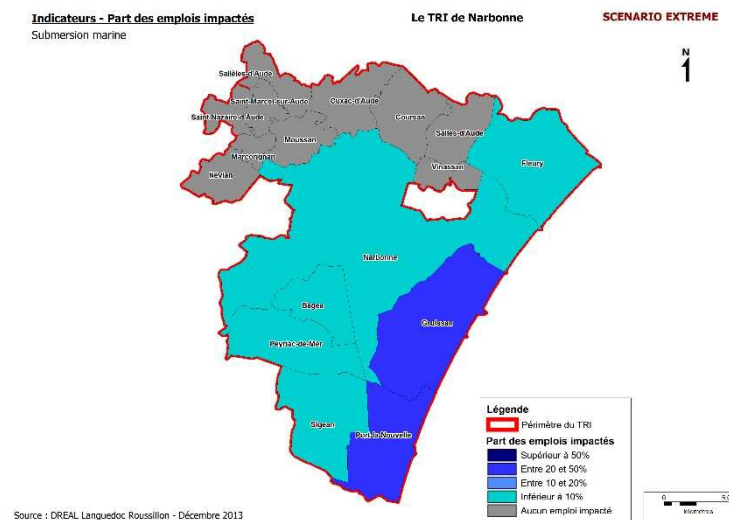 Indicateurs - Part des emplois impactés
Le TRI de Narbonne
SCENARIO EXTREME
Submersion marine
N
Sallèles-d'Aude
Saint-Marcel-sur-Aude
Ouxac-d'Aude
Saint-Nazaire-d'Aude
Coursan
Moussan
Salles-d'Aude
Marcorignan
Vinassan
Fleury
Névian
Narbonne
Bages
Gruissan
Peyriac-de-Mer
Sigean
Port-la-Nouvelle
Légende
Périmètre du TRI
Part des emplois impactés
Supérieur à 50%
Entre 20 et 50%
Entre 10 et 20%
Inférieur à 10%
Aucun emploi impacté
kilomètres
Source : DREAL Languedoc Roussillon - Décembre 2013